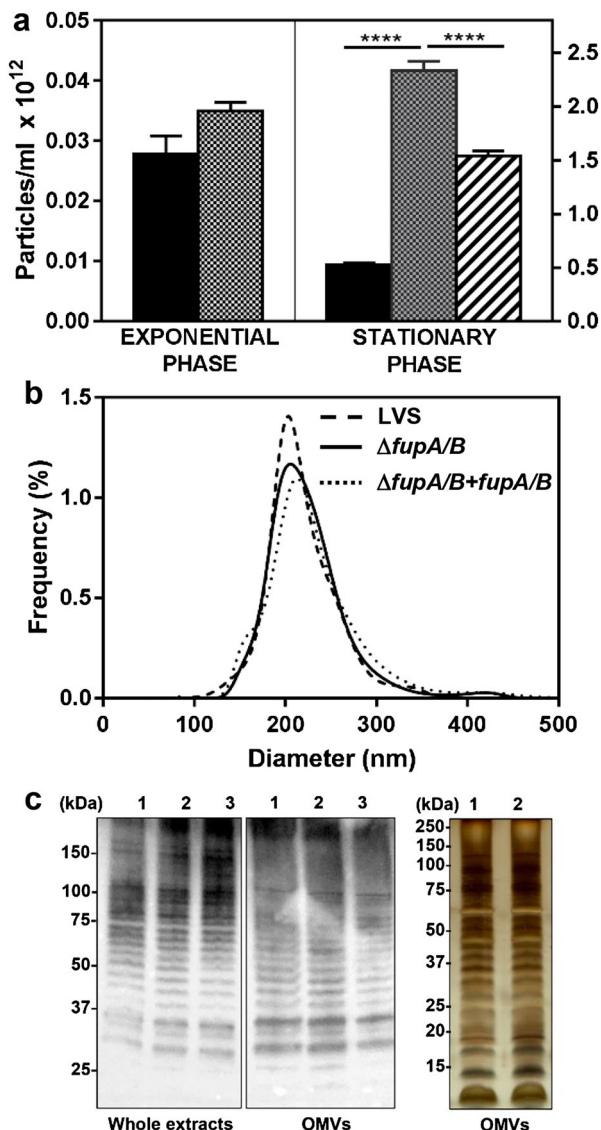 a
Particles/ml x 10¹²
0.05
0.04
0.03
0.02
0.01
0.00
**** ****
2.5
2.0
1.5
1.0
0.5
0.0
EXPONENTIAL
PHASE
STATIONARY
PHASE
b
Frequency (%)
1.5
1.0
0.5
0.0
LVS
ΔfupA/B
ΔfupA/B+fupA/B
0 100 200 300 400 500
Diameter (nm)
c
(kDa) 1 2 3 1 2 3
150
100
75
50
37
25
Whole extracts OMVs
(kDa) 1 2
250
150
100
75
50
37
25
20
15
OMVs